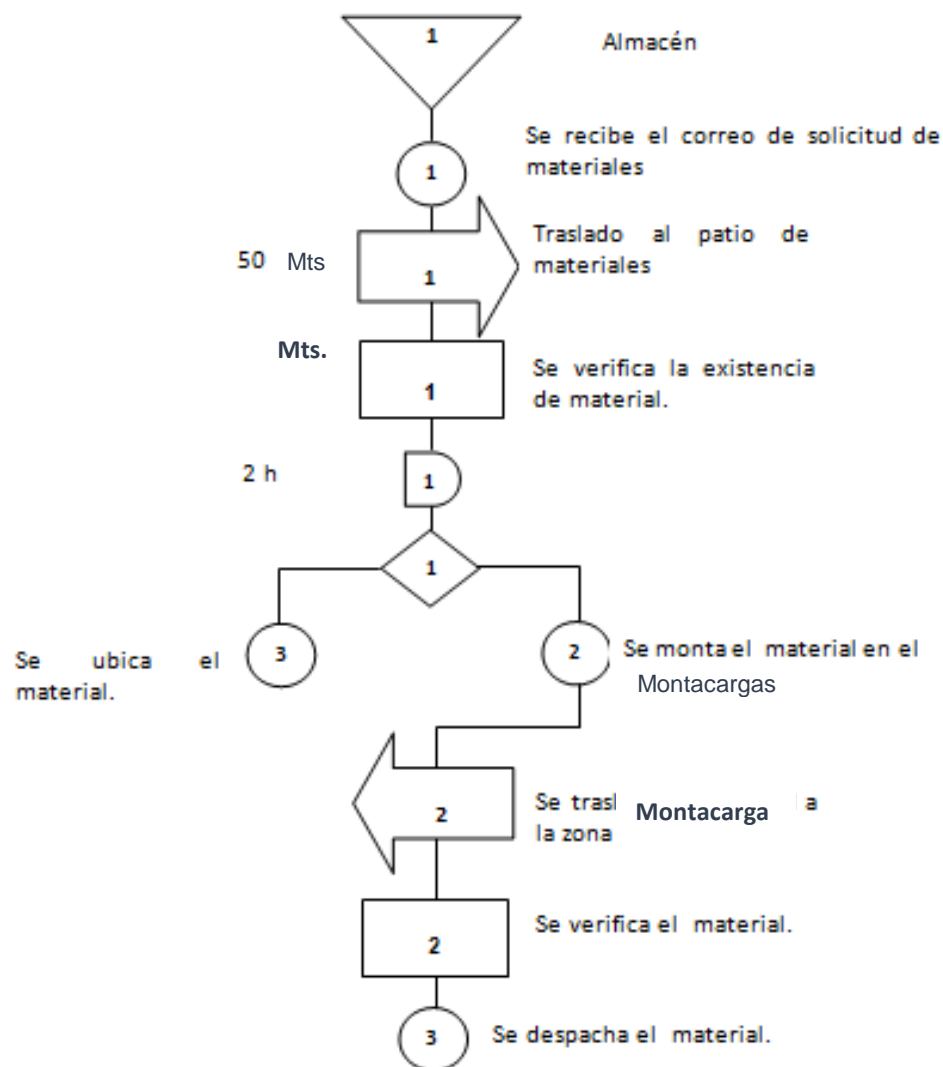 1
Almacén
Se recibe el correo de solicitud de
materiales
1
Traslado al patio de
materiales
50 Mts
1
Mts.
Se verifica la existencia
de material.
1
2 h
1
1
3
Se ubica el
material.
2
Se monta el material en el
Montacargas
Se trasl Montacarga a
la zona
2
Se verifica el material.
2
3
Se despacha el material.